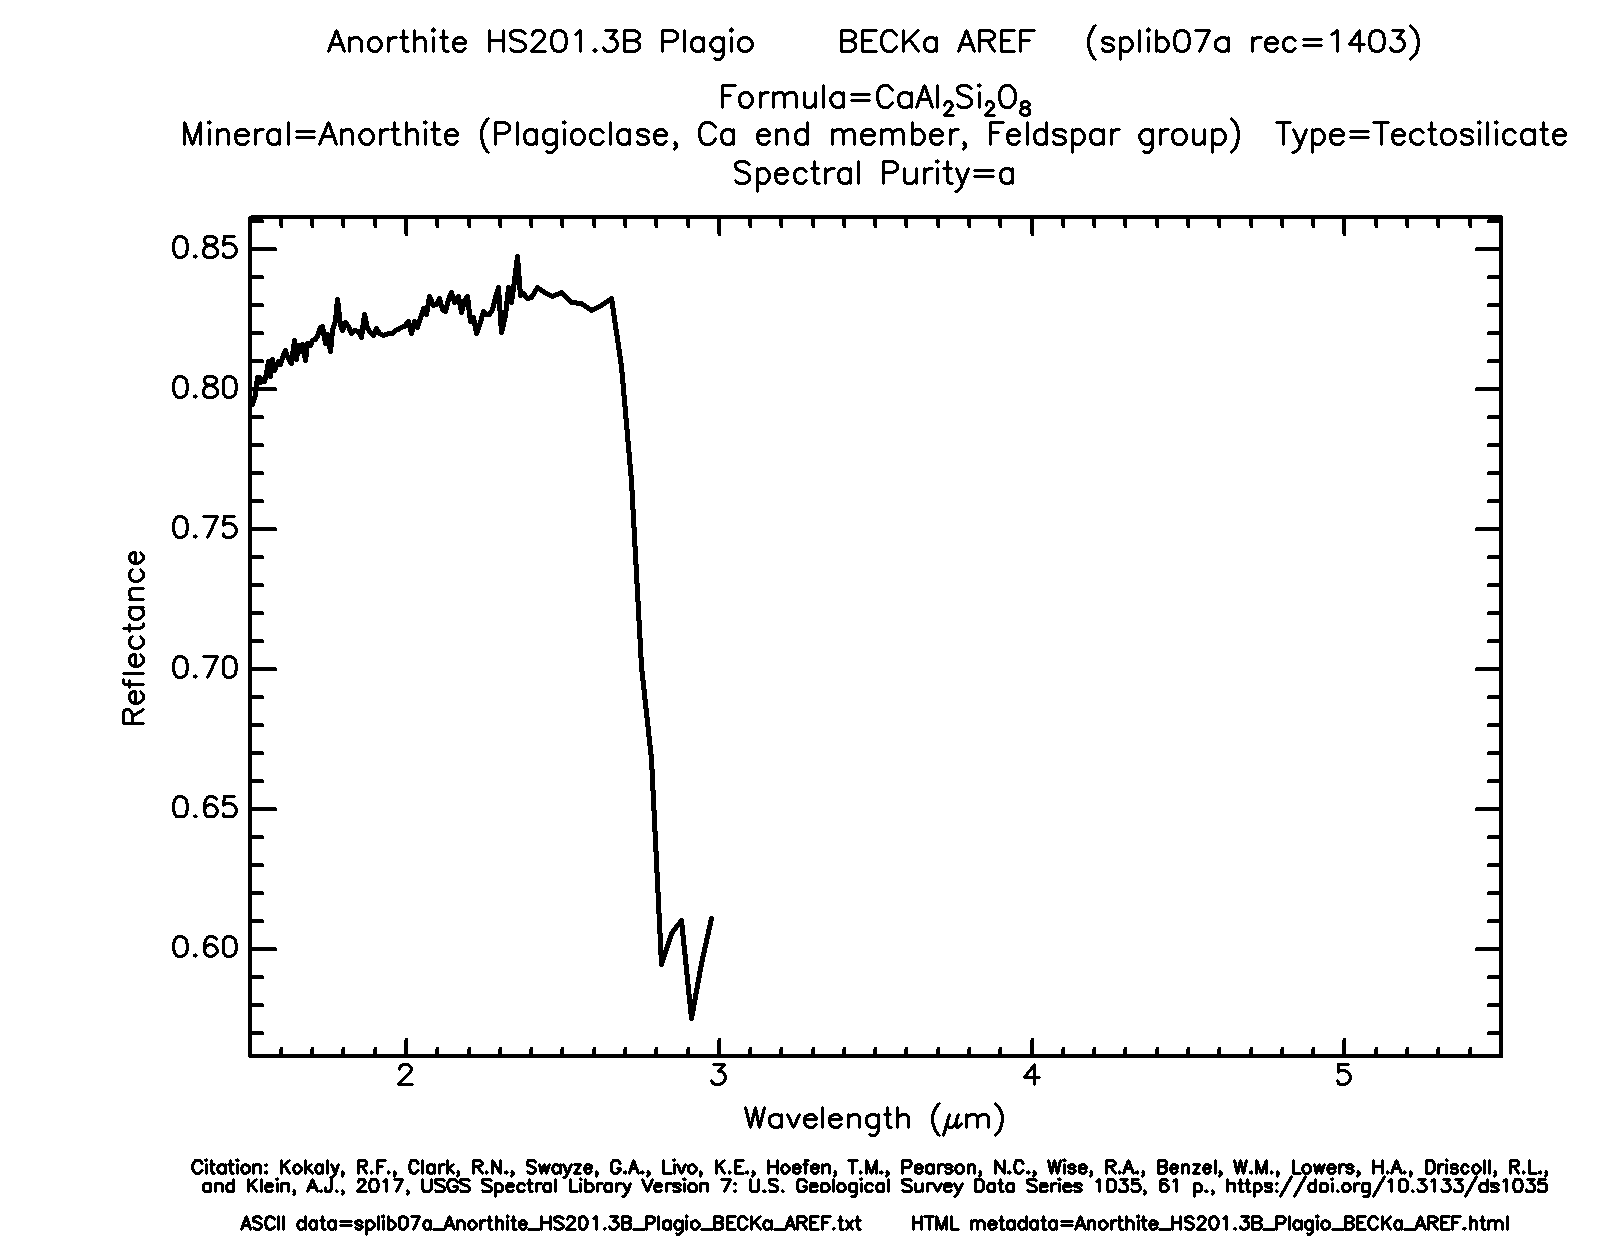 Anorthite HS201.3B Plagio BECKa AREF (splib07a rec=1403)
Formula=CaAl₂Si₂O₈
Mineral=Anorthite (Plagioclase, Ca end member, Feldspar group) Type=Tectosilicate
Spectral Purity=a
0.85
0.80
0.75
0.70
0.65
0.60
Reflectance
2 3 4 5
Wavelength (μm)
Citation: Kokaly, R.F., Clark, R.N., Swayze, G.A., Livo, K.E., Hoefen, T.M., Pearson, N.C., Wise, R.A., Benzel, W.M., Lowers, H.A., Driscoll, R.L.,
and Klein, A.J., 2017, USGS Spectral Library Version 7: U.S. Geological Survey Data Series 1035, 61 p., https://doi.org/10.3133/ds1035
ASCII data=splib07a_Anorthite_HS201.3B_Plagio_BECKa_AREF.txt HTML metadata=Anorthite_HS201.3B_Plagio_BECKa_AREF.html